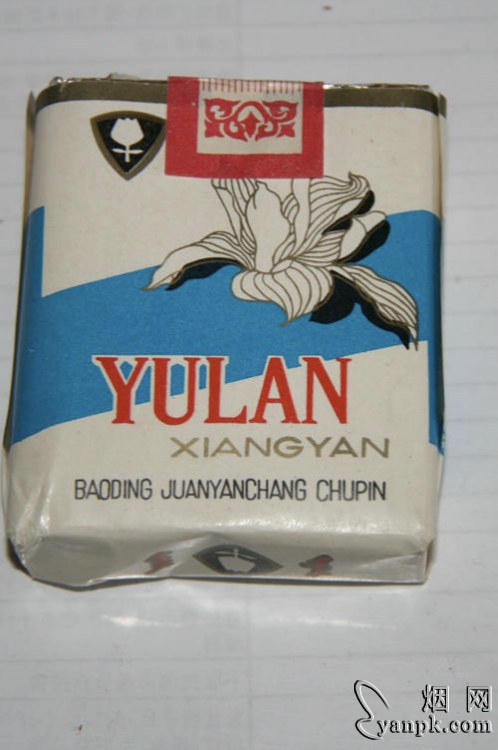 YULAN
XIANGYAN
BAODING JUANYANCHANG CHUPIN
烟网
yanpk.com